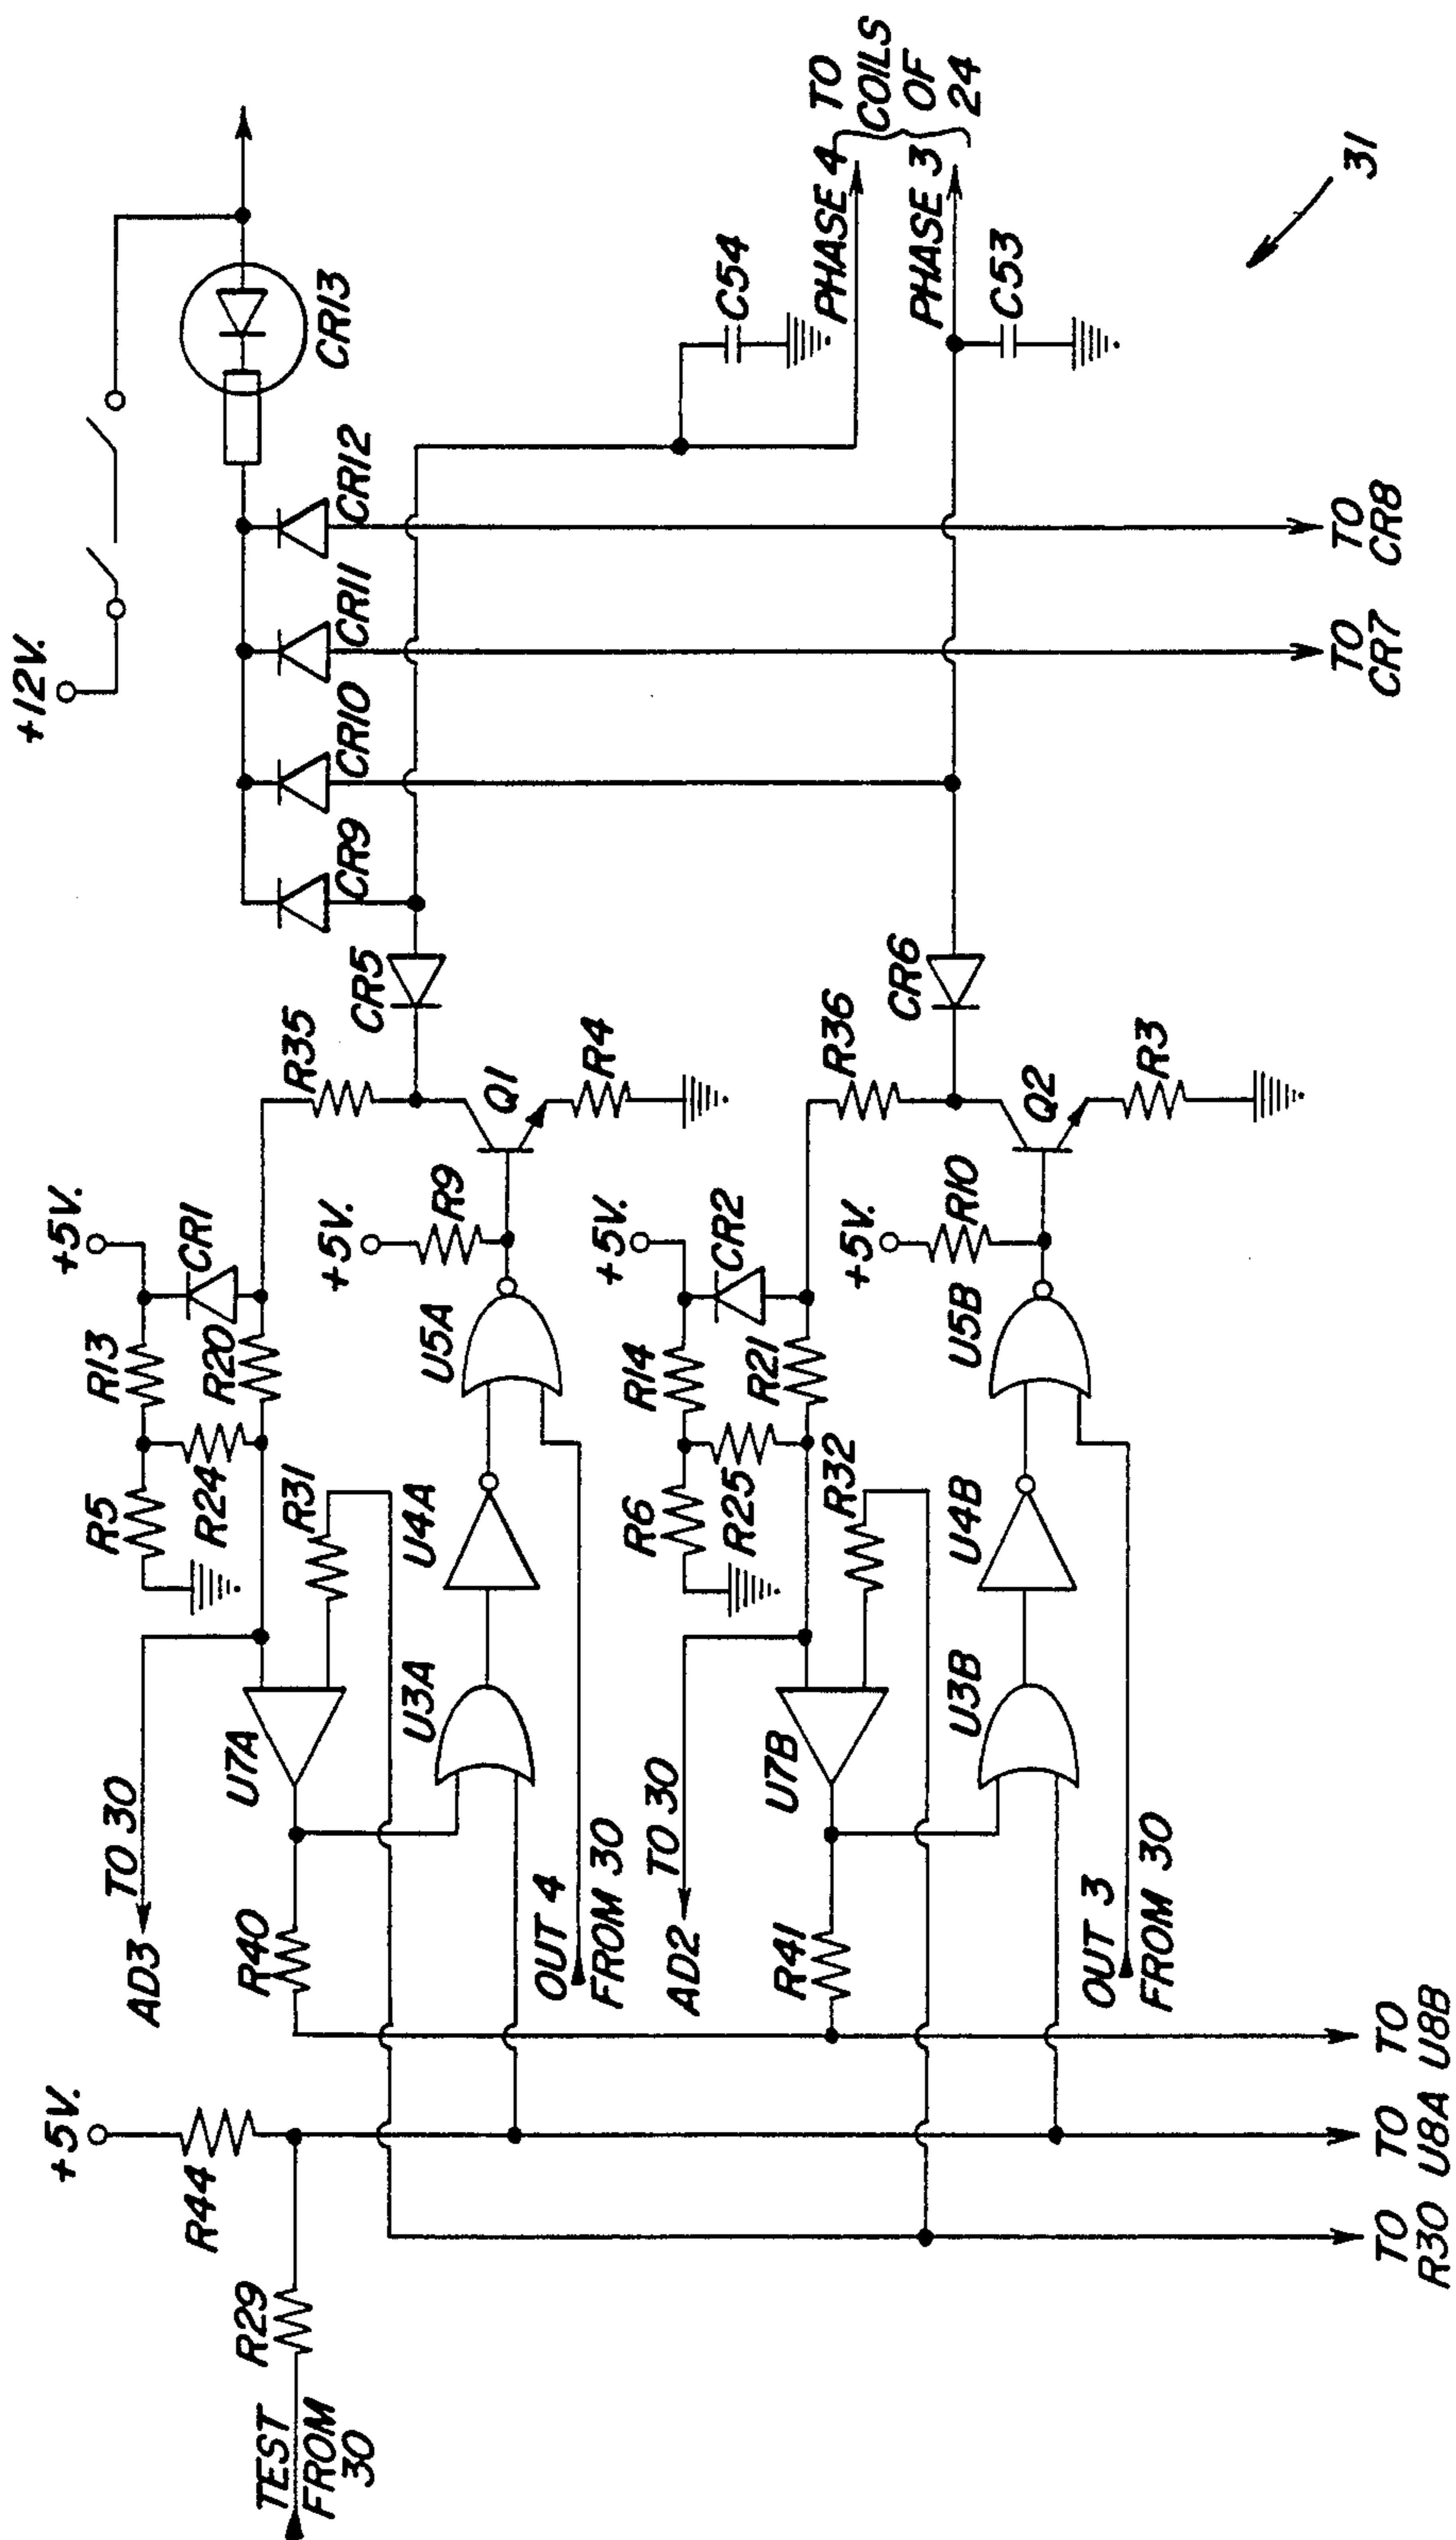 +12V.
CR13
CR12
CR11
CR10
CR9
CR5
C54
PHASE 4
PHASE 3
TO
COILS
OF
24
C53
31
TO
CR8
TO
CR7
CR6
R35
R4
Q1
R36
R3
Q2
+5V.
CR1
R13
R20
R5
R24
R31
+5V.
R9
U5A
U4A
U3A
U7A
TO 30
AD3
R40
OUT 4
FROM 30
+5V.
CR2
R14
R21
R6
R25
R32
+5V.
R10
U5B
U4B
U3B
U7B
TO 30
AD2
R41
OUT 3
FROM 30
+5V.
R44
R29
TEST
FROM
30
TO
U8B
TO
U8A
TO
R30